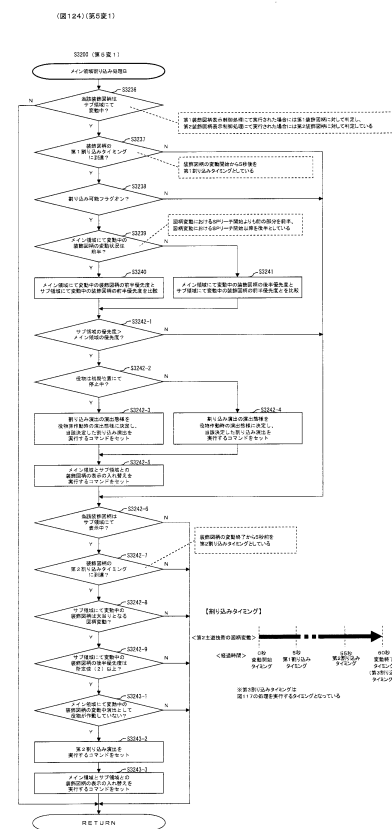 (図124)(第5変1)
S3200(第5変1)
メイン領域割り込み処理B
S3236
当該装飾図柄は
サブ領域にて
変動中?
N
Y
第1装飾図柄表示制御処理にて実行された場合には第1装飾図柄に対して判定し、
第2装飾図柄表示制御処理にて実行された場合には第2装飾図柄に対して判定している
S3237
装飾図柄の
第1割り込みタイミング
に到達?
N
Y
装飾図柄の変動開始から5秒後を
第1割り込みタイミングとしている
S3238
割り込み可能フラグオン?
N
Y
図柄変動におけるSPリーチ開始よりも前の部分を前半、
図柄変動におけるSPリーチ開始以降を後半としている
S3239
メイン領域にて変動中の
装飾図柄の変動状況は
前半?
N
Y
S3240
メイン領域にて変動中の装飾図柄の前半優先度と
サブ領域にて変動中の装飾図柄の前半優先度を比較
S3241
メイン領域にて変動中の装飾図柄の後半優先度と
サブ領域にて変動中の装飾図柄の前半優先度とを比較
S3242-1
サブ領域の優先度>
メイン領域の優先度?
N
Y
S3242-2
役物は初期位置にて
停止中?
N
Y
S3242-3
割り込み演出の演出態様を
役物作動時の演出態様に決定し、
当該決定した割り込み演出を
実行するコマンドをセット
S3242-4
割り込み演出の演出態様を
役物作動時の演出態様に決定し、
当該決定した割り込み演出を
実行するコマンドをセット
S3242-5
メイン領域とサブ領域との
装飾図柄の表示の入れ替えを
実行するコマンドをセット
S3242-6
当該装飾図柄は
サブ領域にて
表示中?
N
Y
S3242-7
装飾図柄の
第2割り込みタイミング
に到達?
N
Y
装飾図柄の変動終了から5秒前を
第2割り込みタイミングとしている
S3242-8
サブ領域にて変動中の
装飾図柄は大当りとなる
図柄変動?
N
Y
S3242-9
サブ領域にて変動中の
装飾図柄の後半優先度は
所定値(2)以上?
N
Y
S3243-1
メイン領域にて変動中の
装飾図柄の変動中演出として
役物が作動していない?
N
Y
S3243-2
第2割り込み演出を
実行するコマンドをセット
S3243-3
メイン領域とサブ領域との
装飾図柄の表示の入れ替えを
実行するコマンドをセット
RETURN
【割り込みタイミング】
<第2主遊技側の図柄変動>
<経過時間>
0秒
変動開始
タイミング
5秒
第1割り込み
タイミング
55秒
第2割り込み
タイミング
60秒
変動終了
タイミング
(第3割り込み
※第3割り込みタイミングは
図117の処理を実行するタイミングとなっている